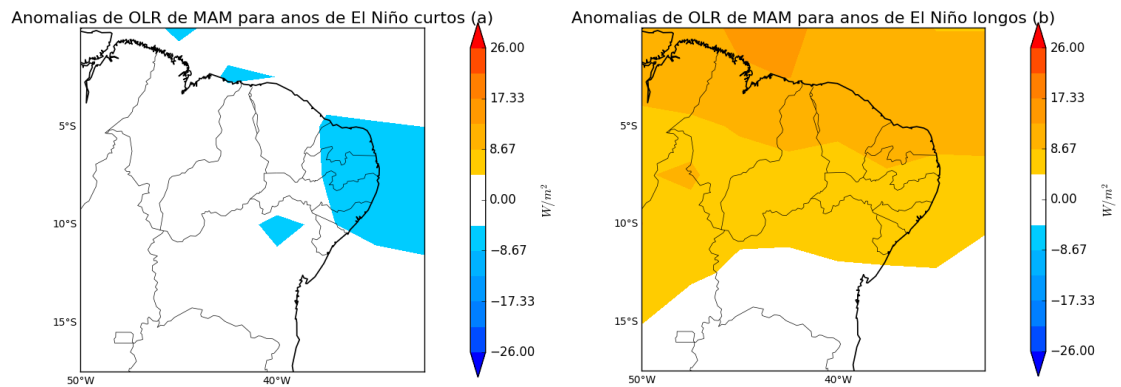 Anomalias de OLR de MAM para anos de El Niño curtos (a)
26.00
17.33
8.67
0.00
−8.67
−17.33
−26.00
W/m²
5°S
10°S
15°S
50°W
40°W
Anomalias de OLR de MAM para anos de El Niño longos (b)
26.00
17.33
8.67
0.00
−8.67
−17.33
−26.00
W/m²
5°S
10°S
15°S
50°W
40°W